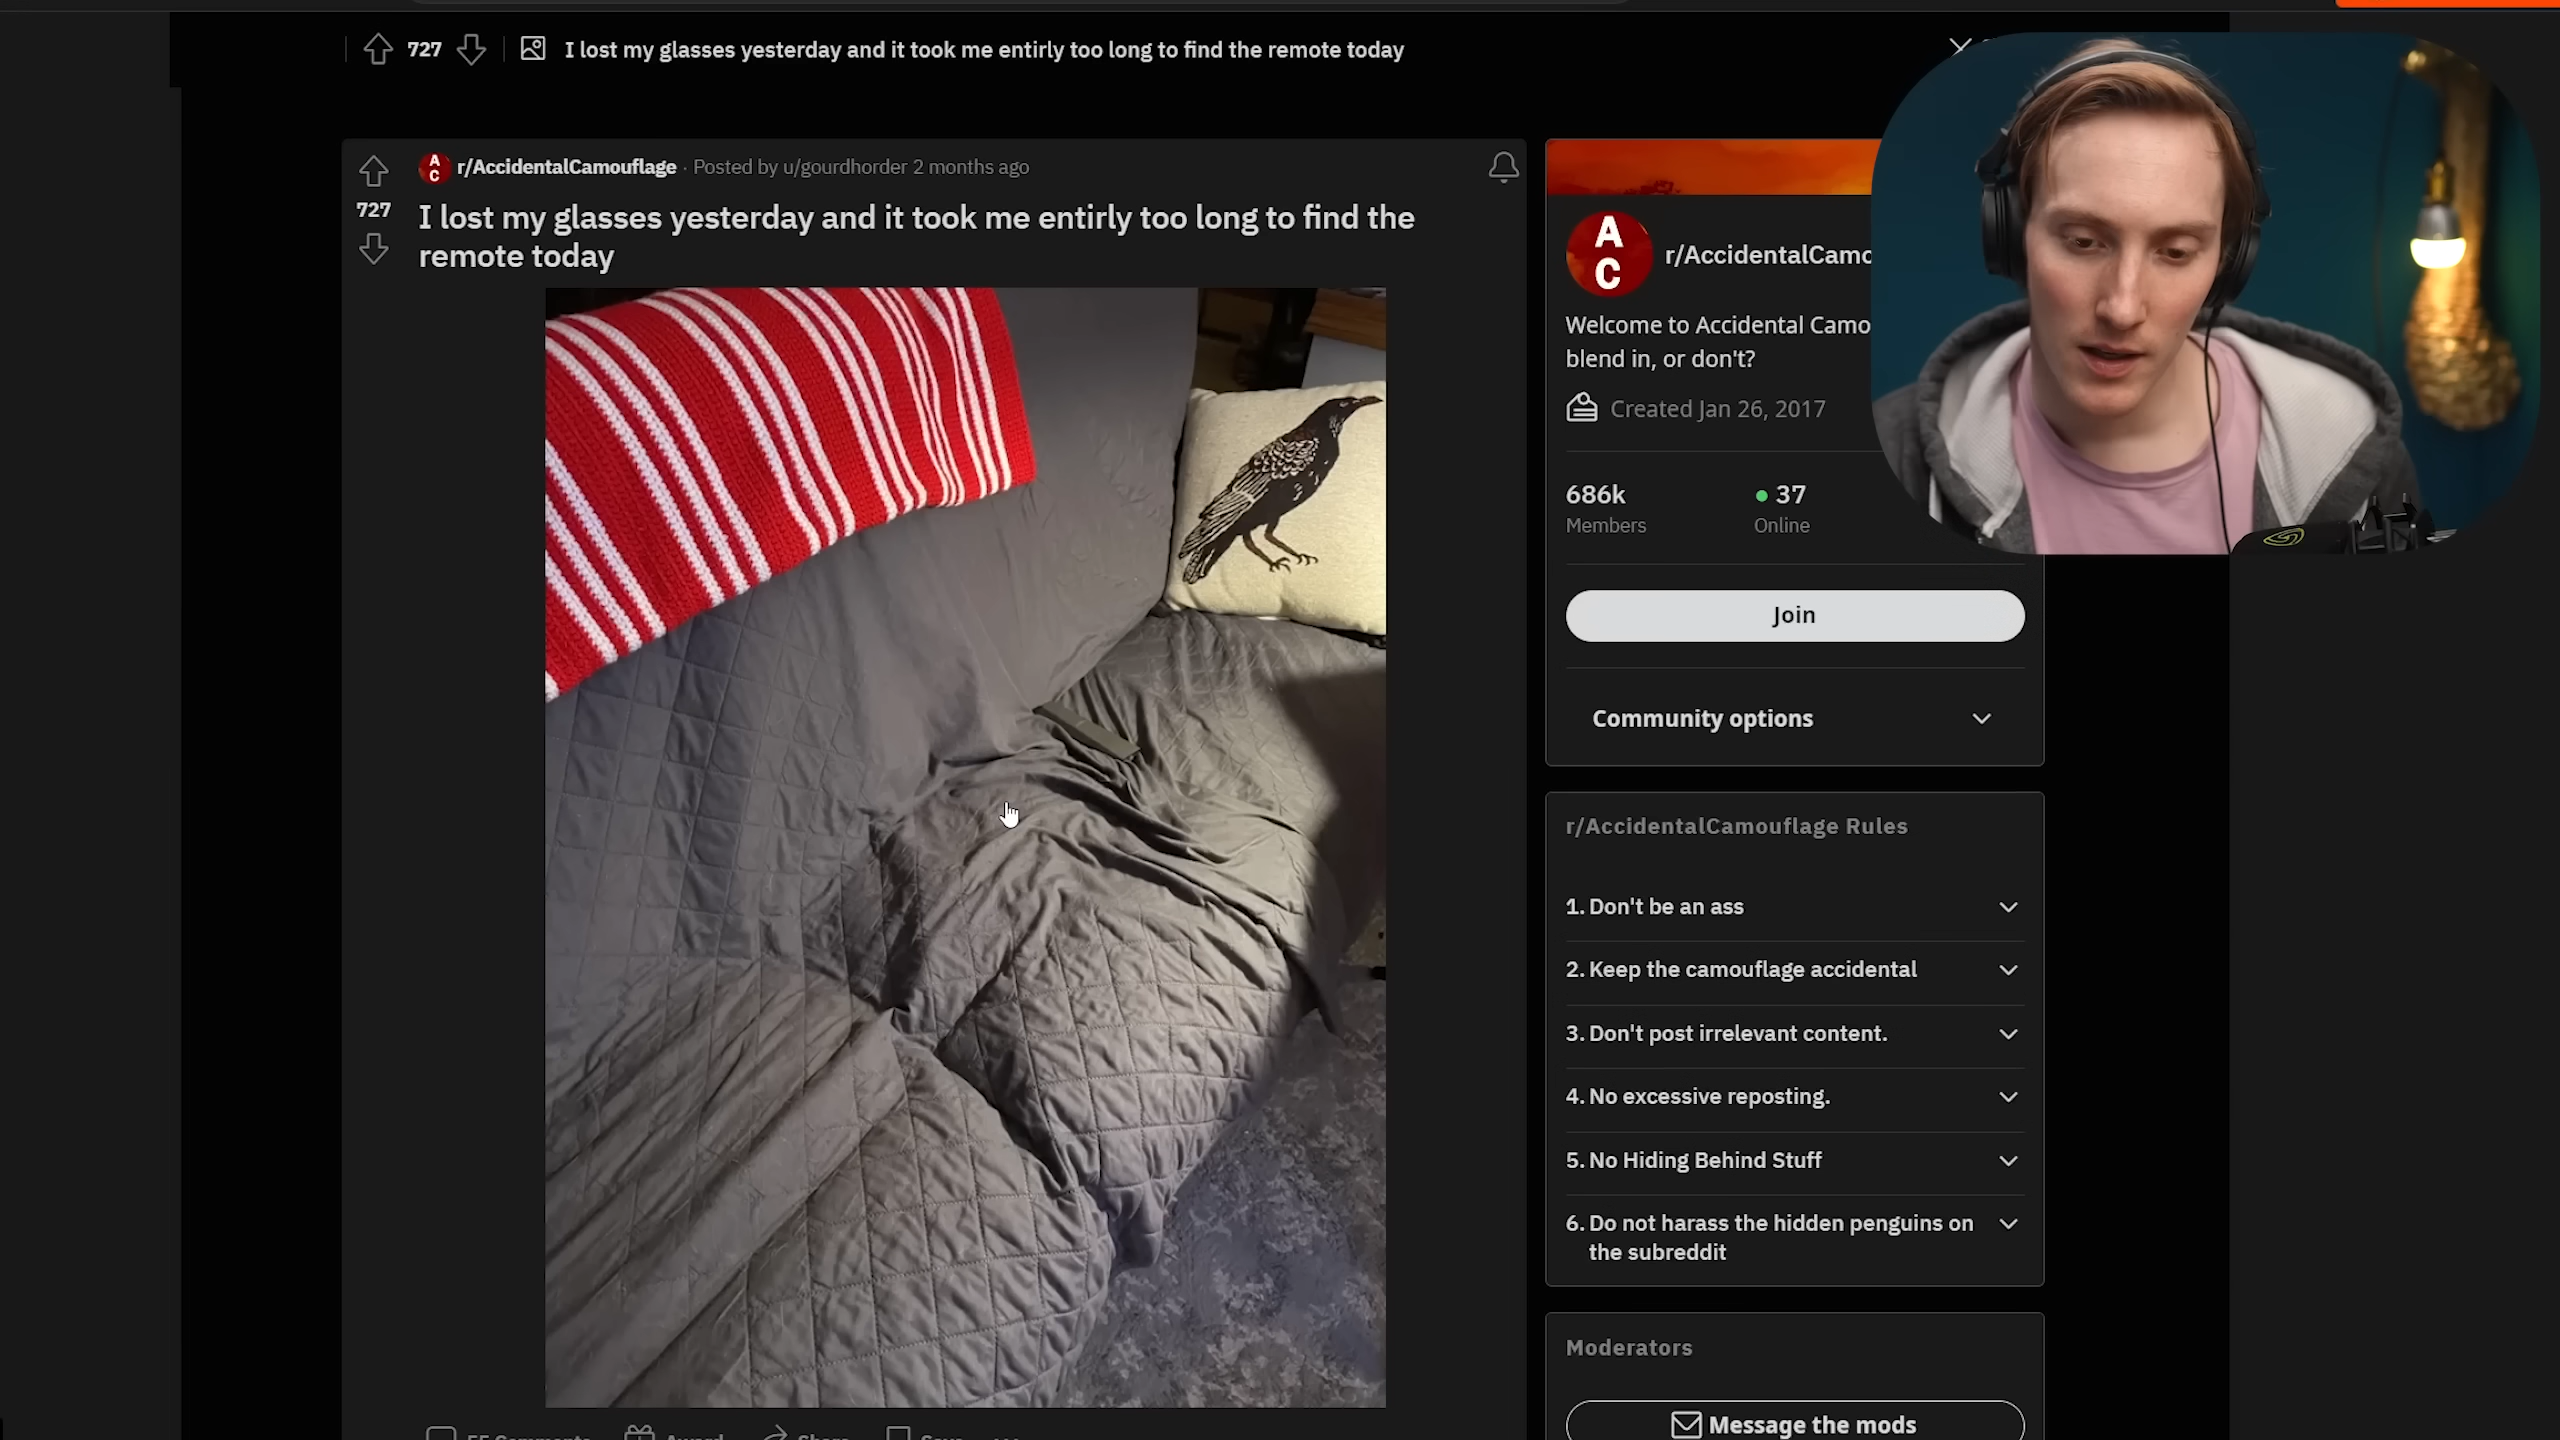 727 I lost my glasses yesterday and it took me entirly too long to find the remote today
A C r/AccidentalCamouflage · Posted by u/gourdhorder 2 months ago
727
I lost my glasses yesterday and it took me entirly too long to find the
remote today
A
C
r/AccidentalCamo
Welcome to Accidental Camo
blend in, or don't?
Created Jan 26, 2017
686k 37
Members Online
Join
Community options
r/AccidentalCamouflage Rules
1. Don't be an ass
2. Keep the camouflage accidental
3. Don't post irrelevant content.
4. No excessive reposting.
5. No Hiding Behind Stuff
6. Do not harass the hidden penguins on
the subreddit
Moderators
Message the mods